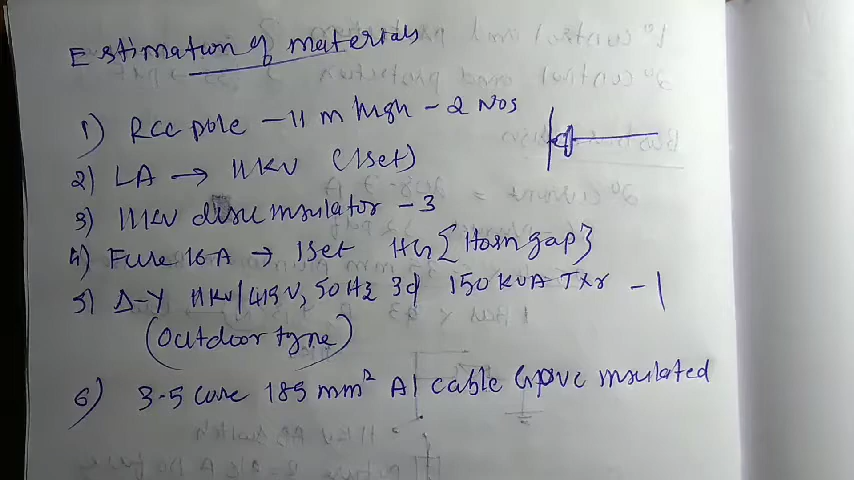 Estimation of materials
1) RCC pole - 11 m high - 2 Nos
2) LA → 11KV (1set)
3) 11KV disc insulator - 3
4) Fuse 16A → 1set HG {Horn gap}
5) Δ-Y 11KV/415V, 50Hz 3φ 150 KVA Txr - 1
(Outdoor type)
6) 3.5 core 185 mm² Al cable pvc insulated